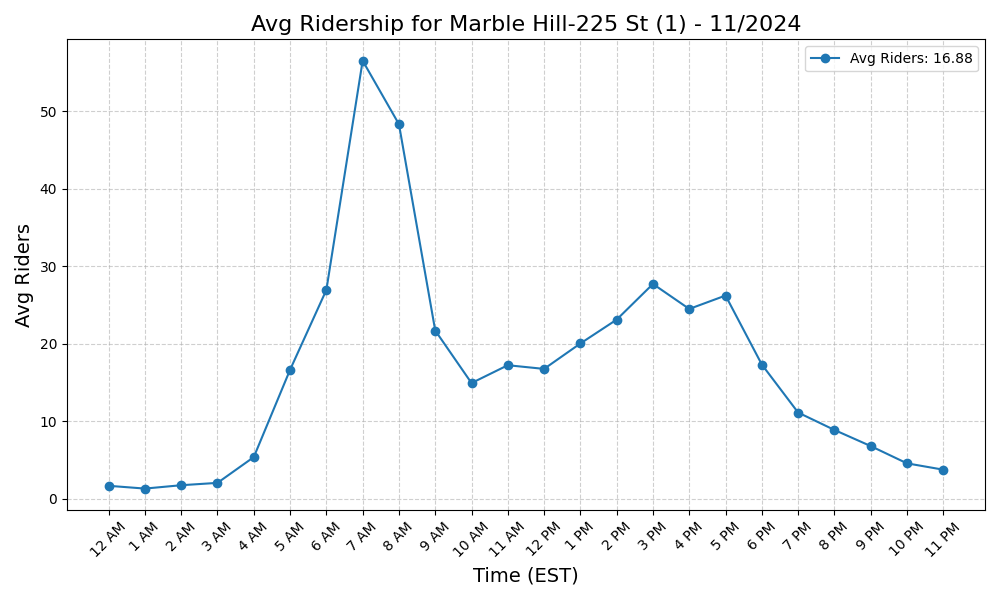 Avg Ridership for Marble Hill-225 St (1) - 11/2024
Avg Riders: 16.88
Avg Riders
50
40
30
20
10
0
12 AM
1 AM
2 AM
3 AM
4 AM
5 AM
6 AM
7 AM
8 AM
9 AM
10 AM
11 AM
12 PM
1 PM
2 PM
3 PM
4 PM
5 PM
6 PM
7 PM
8 PM
9 PM
10 PM
11 PM
Time (EST)